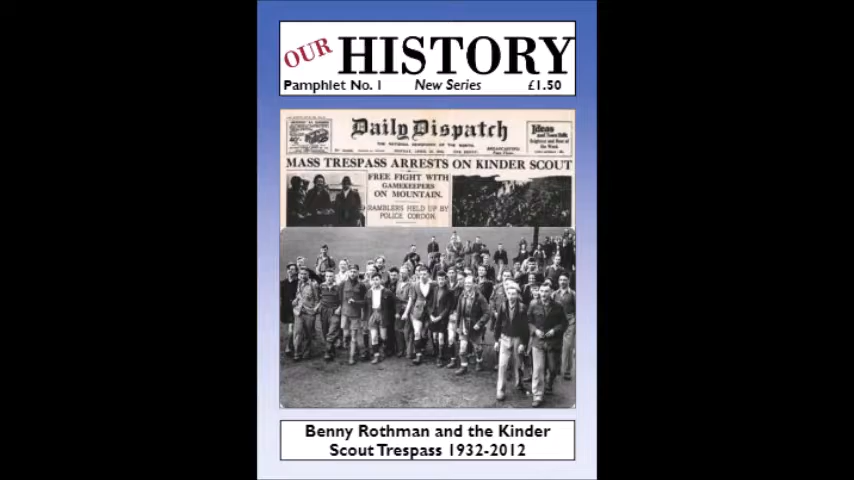 OUR HISTORY
Pamphlet No. 1 New Series £1.50
Daily Dispatch
MASS TRESPASS ARRESTS ON KINDER SCOUT
FREE FIGHT WITH
GAMEKEEPERS
ON MOUNTAIN.
RAMBLERS HELD UP BY
POLICE CORDON.
Benny Rothman and the Kinder
Scout Trespass 1932-2012